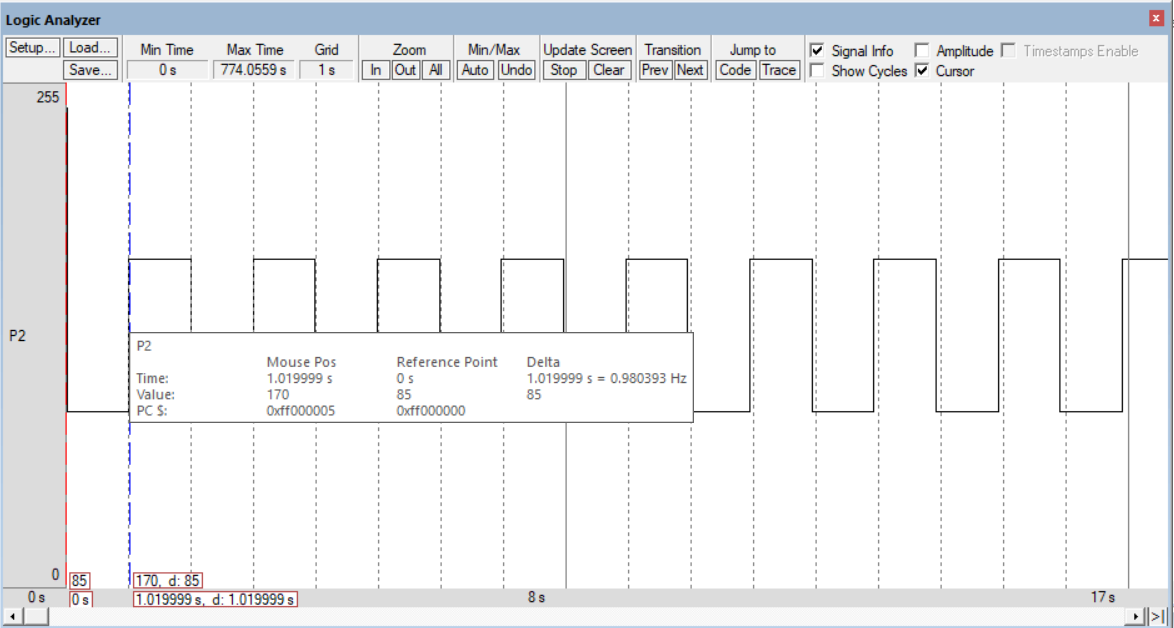 Logic Analyzer
Setup... Load... Min Time Max Time Grid Zoom Min/Max Update Screen Transition Jump to Signal Info Amplitude Timestamps Enable
Save... 0 s 774.0559 s 1 s In Out All Auto Undo Stop Clear Prev Next Code Trace Show Cycles Cursor
255
P2
P2
Mouse Pos Reference Point Delta
Time: 1.019999 s 0 s 1.019999 s = 0.980393 Hz
Value: 170 85 85
PC $: 0xff000005 0xff000000
0 85 170, d: 85
0 s 0 s 1.019999 s, d: 1.019999 s 8 s 17 s